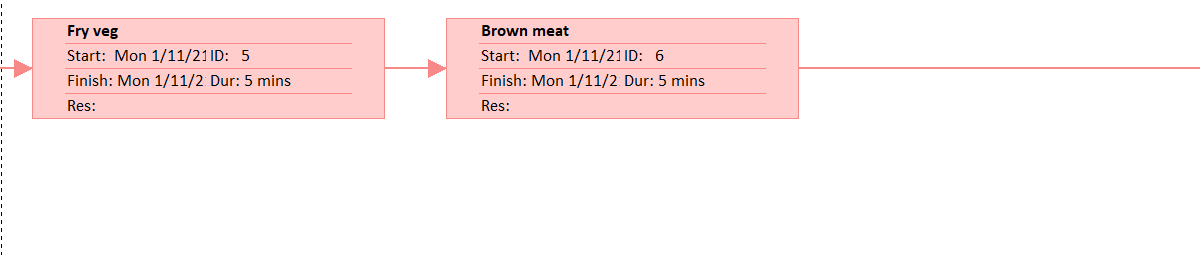 Fry veg
Start: Mon 1/11/21 ID: 5
Finish: Mon 1/11/2 Dur: 5 mins
Res:
Brown meat
Start: Mon 1/11/21 ID: 6
Finish: Mon 1/11/2 Dur: 5 mins
Res: